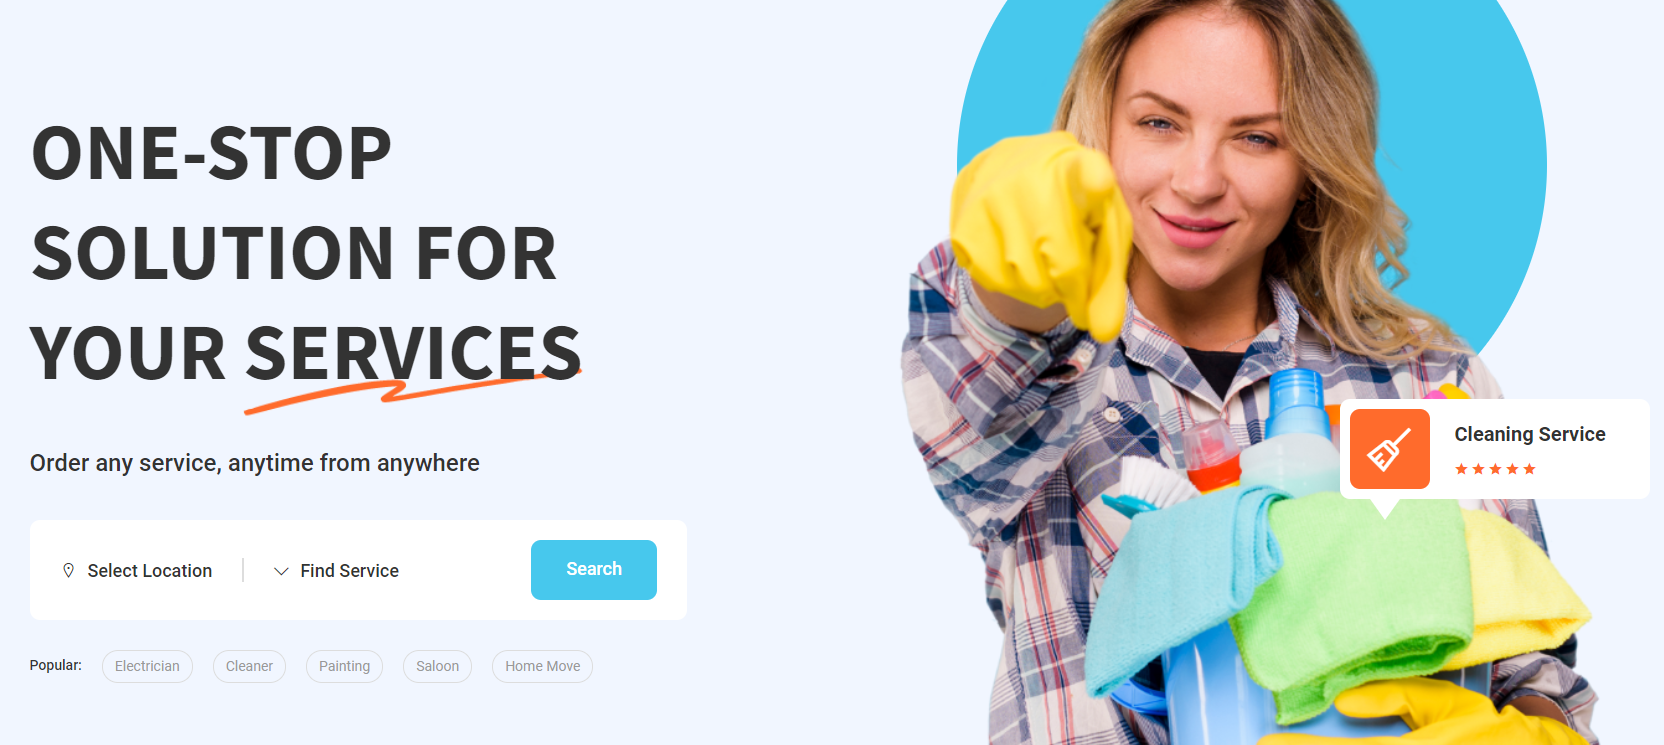 ONE-STOP
SOLUTION FOR
YOUR SERVICES
Order any service, anytime from anywhere
Select Location
Find Service
Search
Popular:
Electrician
Cleaner
Painting
Saloon
Home Move
Cleaning Service